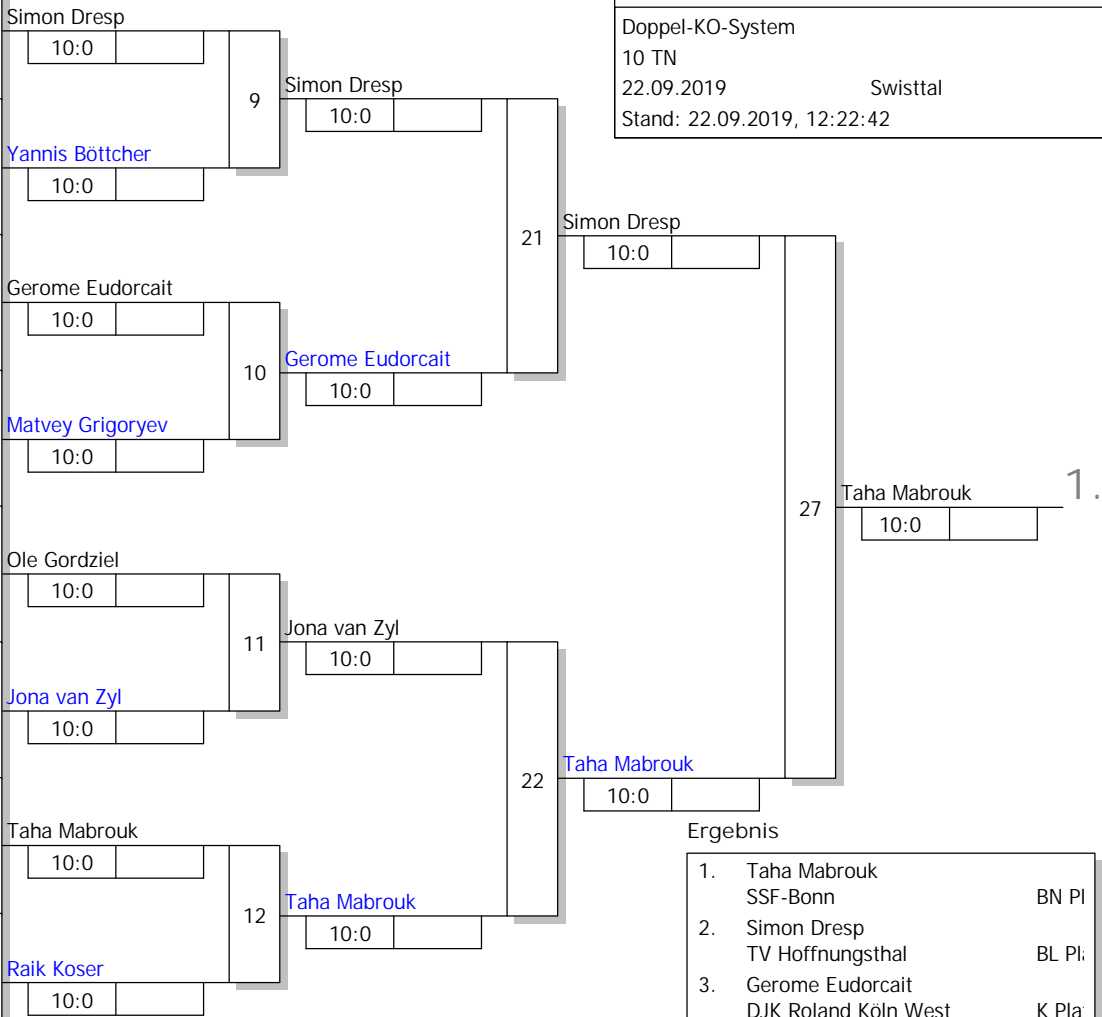 Doppel-KO-System
10 TN
22.09.2019 Swisttal
Stand: 22.09.2019, 12:22:42
Simon Dresp
10:0
9
Yannis Böttcher
10:0
Gerome Eudorcait
10:0
10
Matvey Grigoryev
10:0
Ole Gordziel
10:0
11
Jona van Zyl
10:0
Taha Mabrouk
10:0
12
Raik Koser
10:0
Simon Dresp
10:0
21
Gerome Eudorcait
10:0
Jona van Zyl
10:0
22
Taha Mabrouk
10:0
Simon Dresp
10:0
27
Taha Mabrouk
10:0
Taha Mabrouk 1.
10:0
Ergebnis
1. Taha Mabrouk
SSF-Bonn BN
2. Simon Dresp
TV Hoffnungsthal BL
3. Gerome Eudorcait
DJK Roland Köln West K